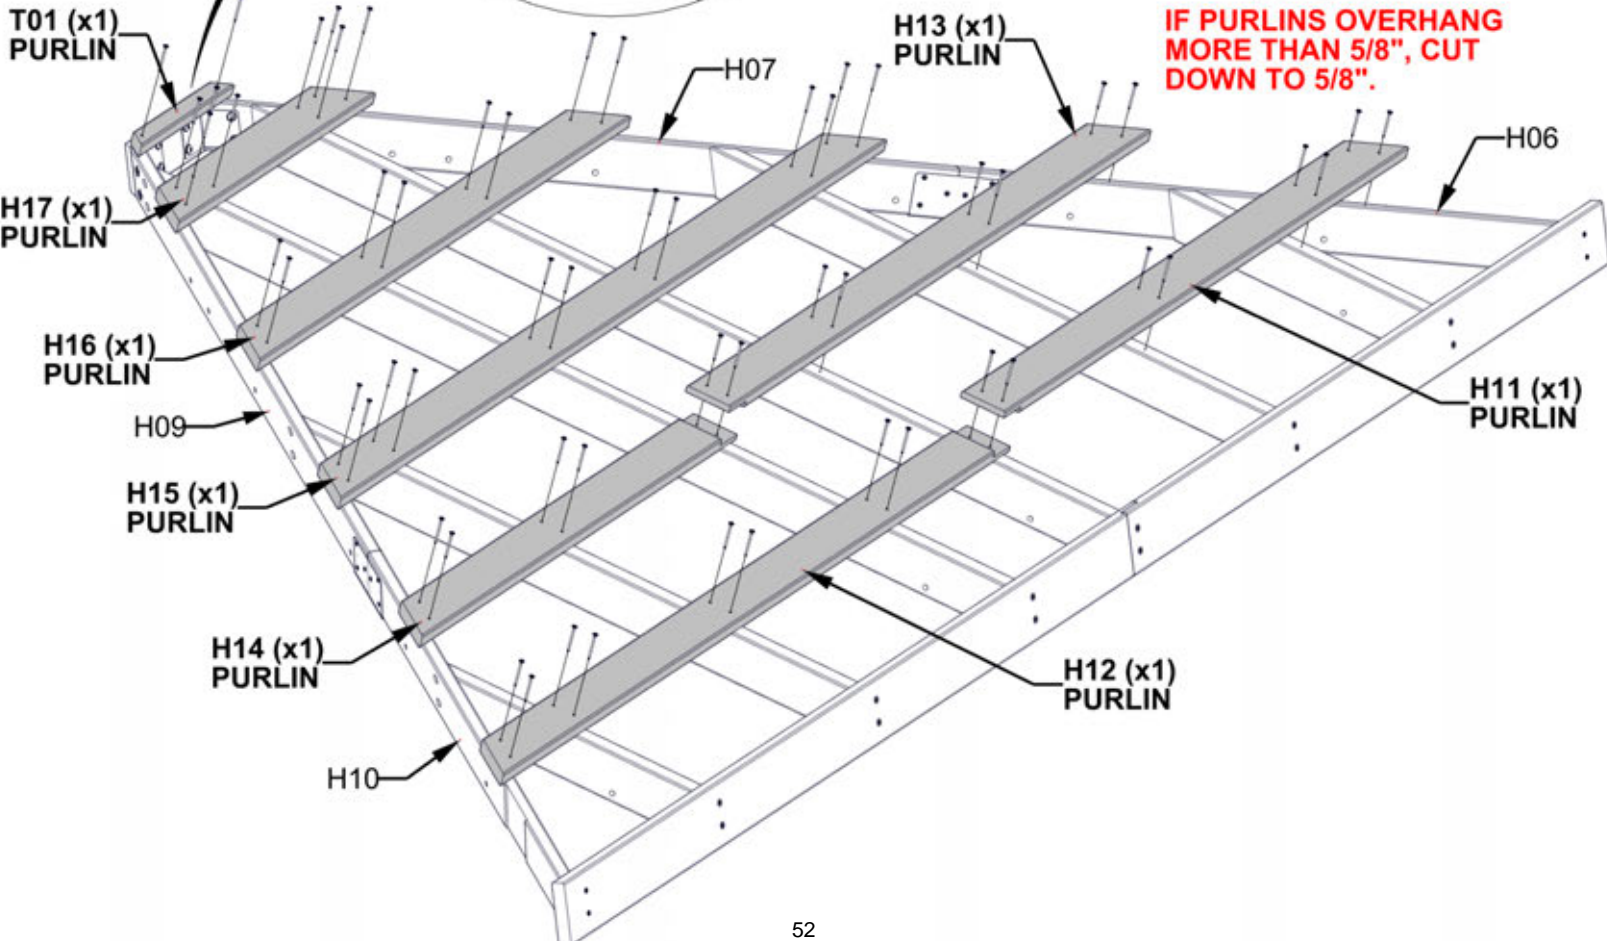 T01 (x1)
PURLIN
H07
H13 (x1)
PURLIN
IF PURLINS OVERHANG
MORE THAN 5/8", CUT
DOWN TO 5/8".
H06
H17 (x1)
PURLIN
H16 (x1)
PURLIN
H09
H11 (x1)
PURLIN
H15 (x1)
PURLIN
H14 (x1)
PURLIN
H12 (x1)
PURLIN
H10
52